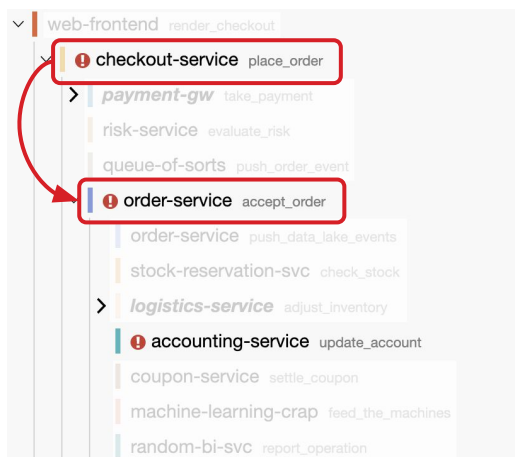 web-frontend render_checkout
checkout-service place_order
payment-gw take_payment
risk-service evaluate_risk
queue-of-sorts push_order_event
order-service accept_order
order-service push_data_lake_events
stock-reservation-svc check_stock
logistics-service adjust_inventory
accounting-service update_account
coupon-service settle_coupon
machine-learning-crap feed_the_machines
random-bi-svc report_operation